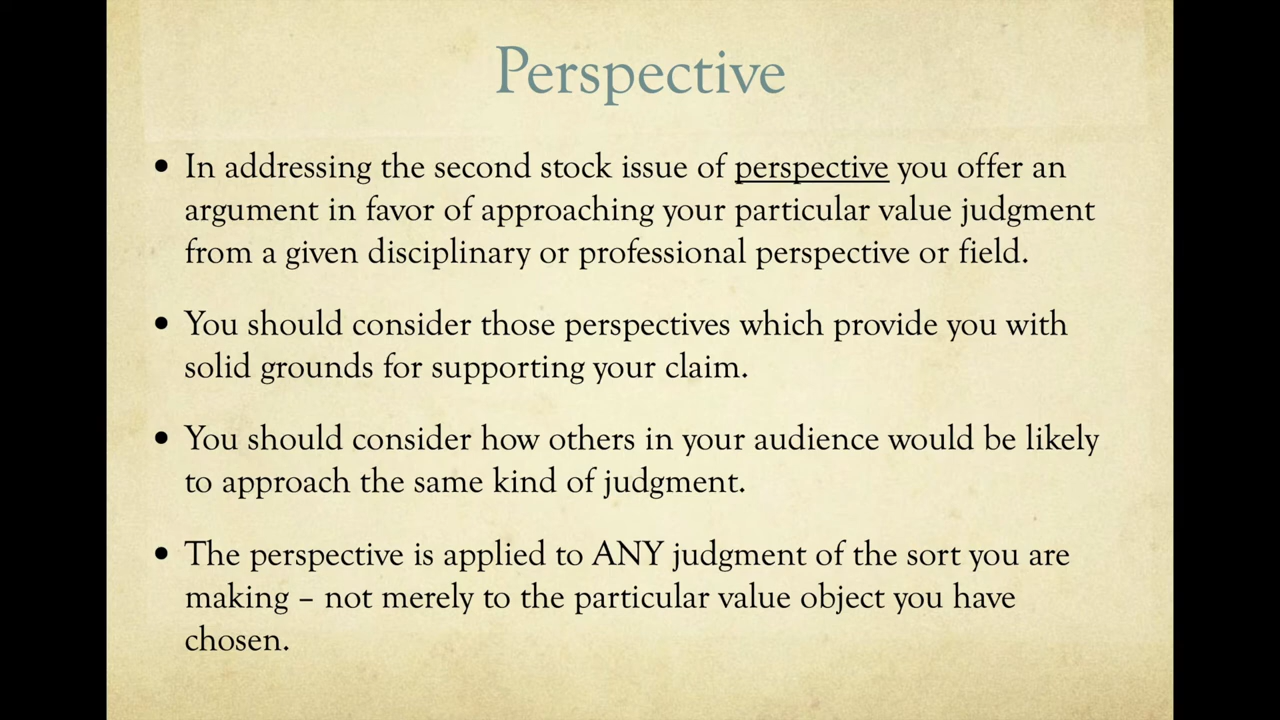 Perspective
• In addressing the second stock issue of perspective you offer an
argument in favor of approaching your particular value judgment
from a given disciplinary or professional perspective or field.
• You should consider those perspectives which provide you with
solid grounds for supporting your claim.
• You should consider how others in your audience would be likely
to approach the same kind of judgment.
• The perspective is applied to ANY judgment of the sort you are
making – not merely to the particular value object you have
chosen.